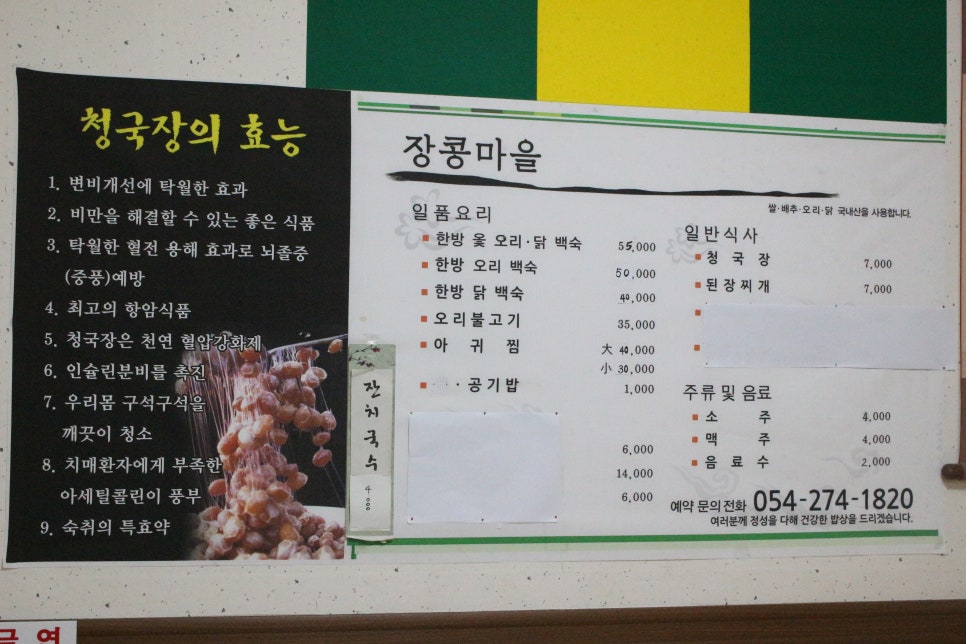 청국장의 효능
1. 변비개선에 탁월한 효과
2. 비만을 해결할 수 있는 좋은 식품
3. 탁월한 혈전 용해 효과로 뇌졸중
(중풍)예방
4. 최고의 항암식품
5. 청국장은 천연 혈압강화제
6. 인슐린분비를 촉진
7. 우리몸 구석구석을
깨끗이 청소
8. 치매환자에게 부족한
아세틸콜린이 풍부
9. 숙취의 특효약
잔치국수 4000
장콩마을
쌀·배추·오리·닭 국내산을 사용합니다.
일품요리
한방 옻 오리·닭 백숙 55,000
한방 오리 백숙 50,000
한방 닭 백숙 40,000
오리불고기 35,000
아귀찜 大 40,000
小 30,000
공기밥 1,000
6,000
14,000
6,000
일반식사
청국장 7,000
된장찌개 7,000
주류 및 음료
소주 4,000
맥주 4,000
음료수 2,000
예약 문의 전화 054-274-1820
여러분께 정성을 다해 건강한 밥상을 드리겠습니다.
금연